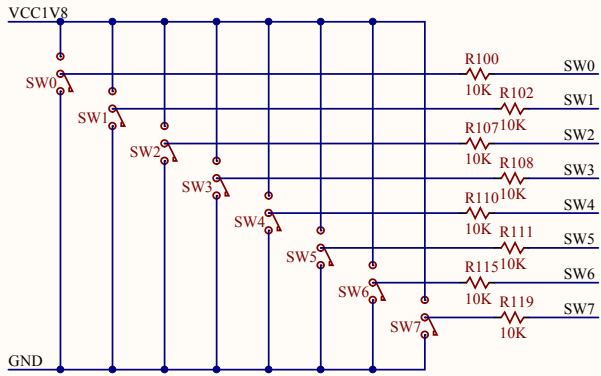 VCC1V8
R100
SW0
SW0
10K
R102
SW1
SW1
10K
R107
SW2
SW2
10K
R108
SW3
SW3
10K
R110
SW4
SW4
10K
R111
SW5
SW5
10K
R115
SW6
SW6
10K
R119
SW7
SW7
10K
GND